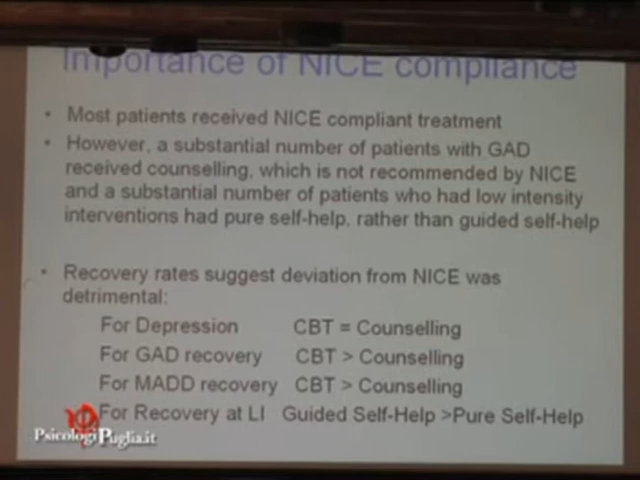 Importance of NICE compliance
• Most patients received NICE compliant treatment
• However, a substantial number of patients with GAD
received counselling, which is not recommended by NICE
and a substantial number of patients who had low intensity
interventions had pure self-help, rather than guided self-help
• Recovery rates suggest deviation from NICE was
detrimental:
For Depression CBT = Counselling
For GAD recovery CBT > Counselling
For MADD recovery CBT > Counselling
For Recovery at LI Guided Self-Help >Pure Self-Help
PsicologiPuglia.it